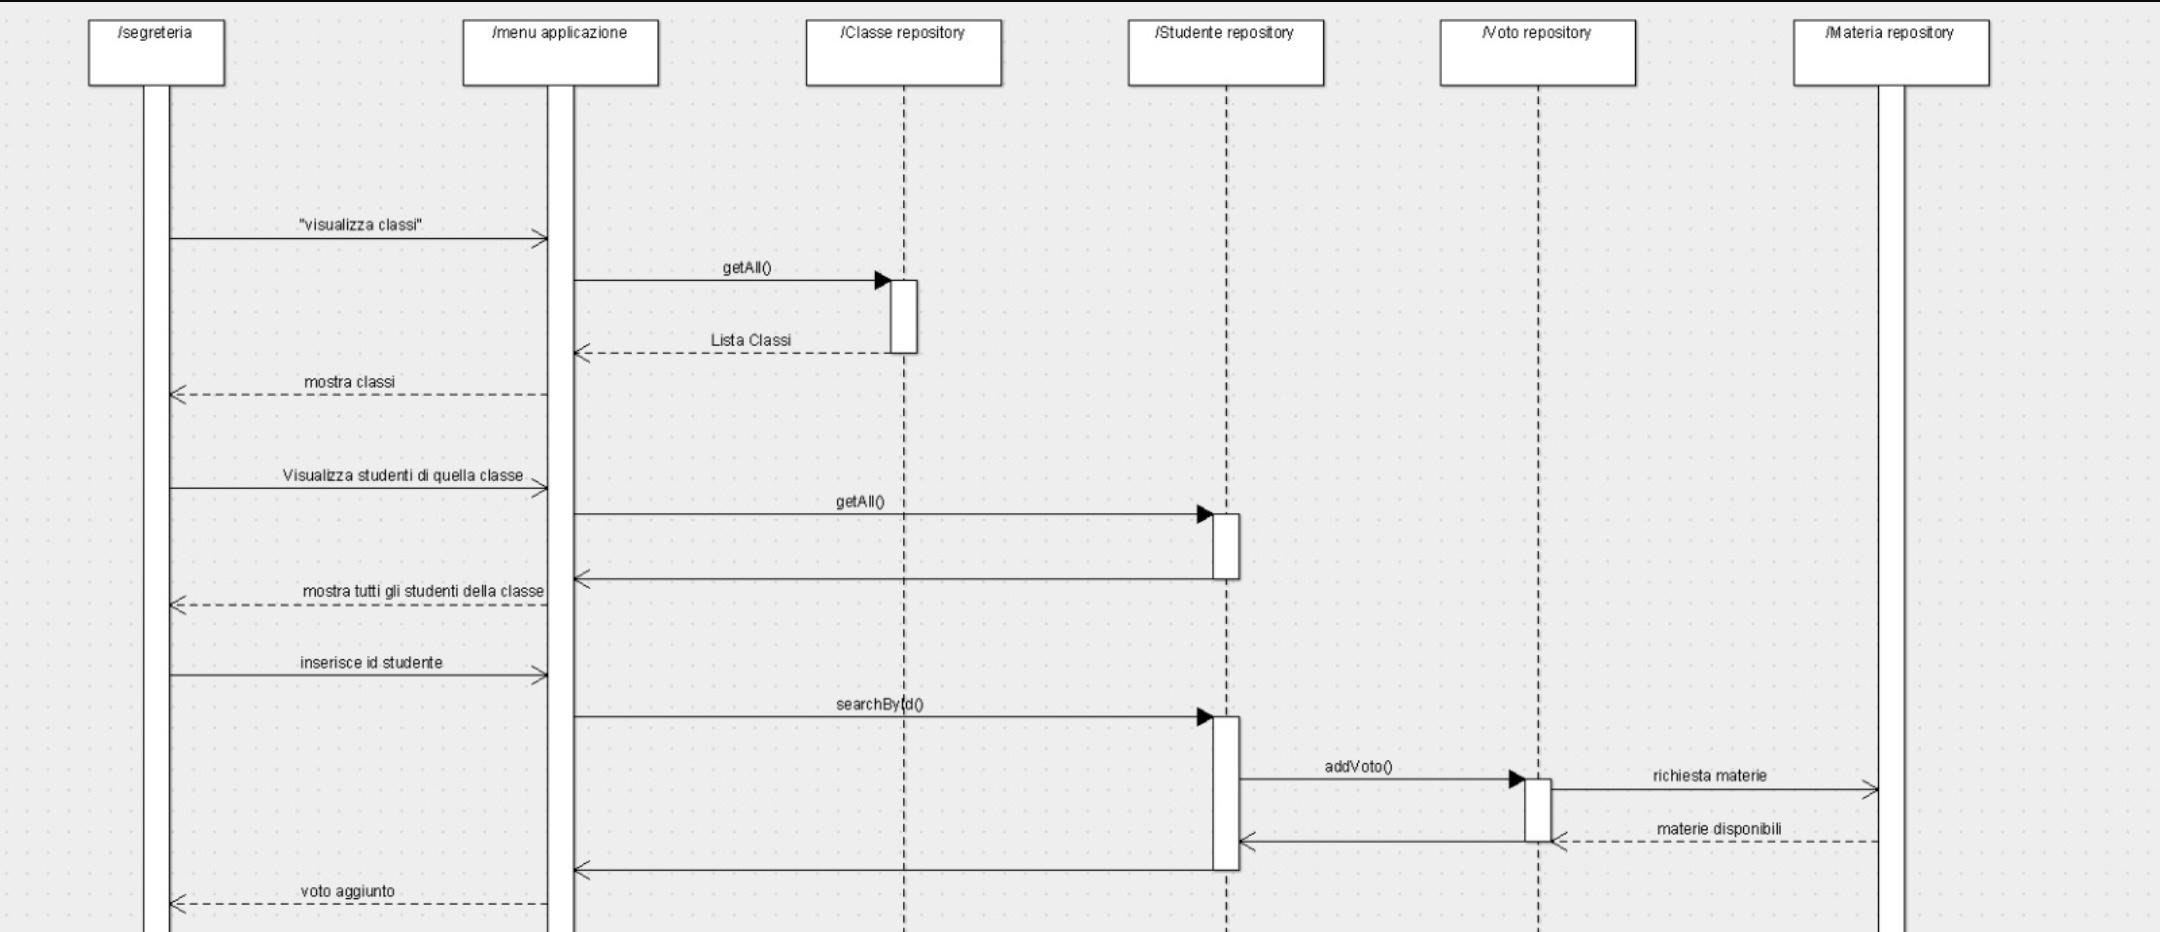 /segreteria
/menu applicazione
/Classe repository
/Studente repository
/Voto repository
/Materia repository
"visualizza classi"
getAll()
Lista Classi
mostra classi
Visualizza studenti di quella classe
getAll()
mostra tutti gli studenti della classe
inserisce id studente
searchById()
addVoto()
richiesta materie
materie disponibili
voto aggiunto